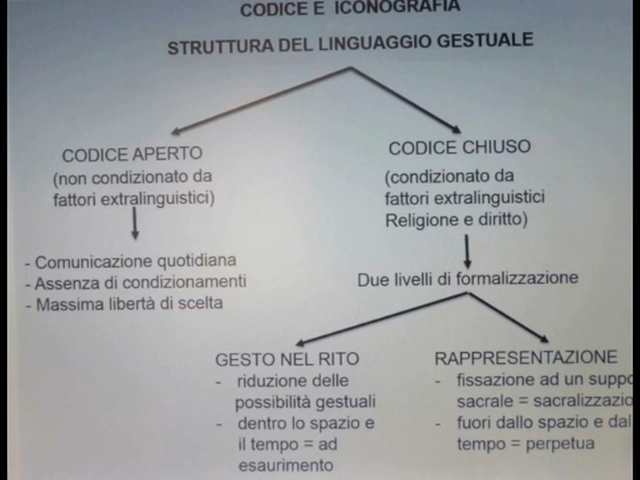 CODICE E ICONOGRAFIA
STRUTTURA DEL LINGUAGGIO GESTUALE
CODICE APERTO
(non condizionato da
fattori extralinguistici)
- Comunicazione quotidiana
- Assenza di condizionamenti
- Massima libertà di scelta
CODICE CHIUSO
(condizionato da
fattori extralinguistici
Religione e diritto)
Due livelli di formalizzazione
GESTO NEL RITO
- riduzione delle
possibilità gestuali
- dentro lo spazio e
il tempo = ad
esaurimento
RAPPRESENTAZIONE
- fissazione ad un
sacrale =
- fuori dallo spazio e
tempo = perpetua